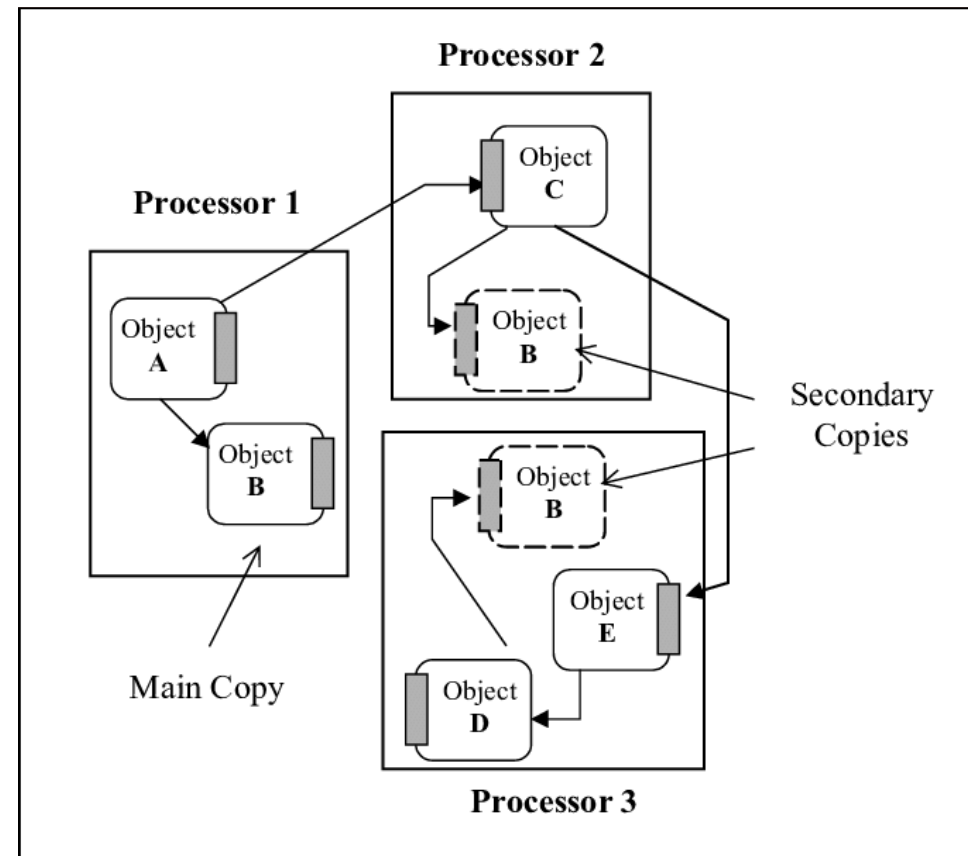 Processor 2
Object
C
Processor 1
Object
A
Object
B
Object
B
Secondary
Copies
Object
B
Object
E
Main Copy
Object
D
Processor 3